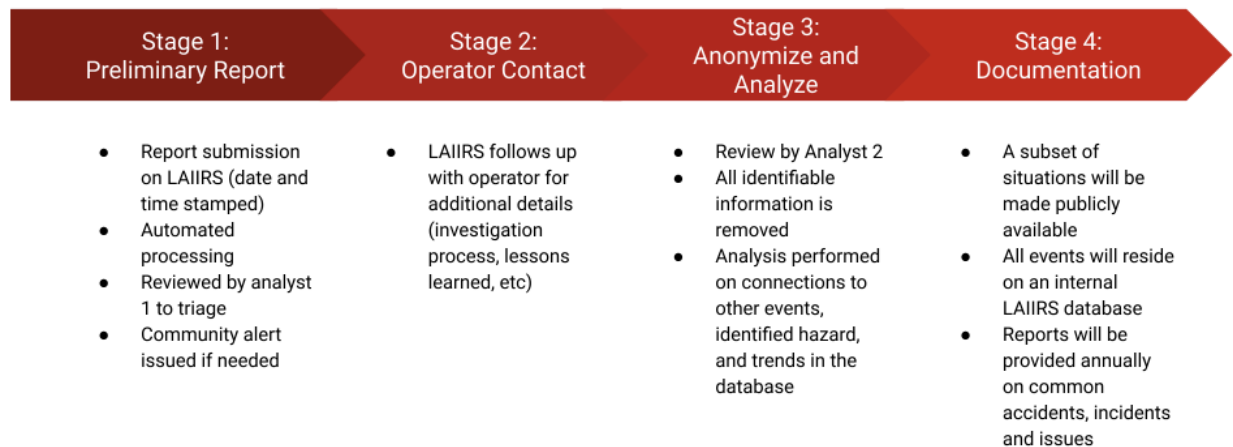 Stage 1:
Preliminary Report
Stage 2:
Operator Contact
Stage 3:
Anonymize and
Analyze
Stage 4:
Documentation
● Report submission
on LAIIRS (date and
time stamped)
● Automated
processing
● Reviewed by analyst
1 to triage
● Community alert
issued if needed
● LAIIRS follows up
with operator for
additional details
(investigation
process, lessons
learned, etc)
● Review by Analyst 2
● All identifiable
information is
removed
● Analysis performed
on connections to
other events,
identified hazard,
and trends in the
database
● A subset of
situations will be
made publicly
available
● All events will reside
on an internal
LAIIRS database
● Reports will be
provided annually
on common
accidents, incidents
and issues